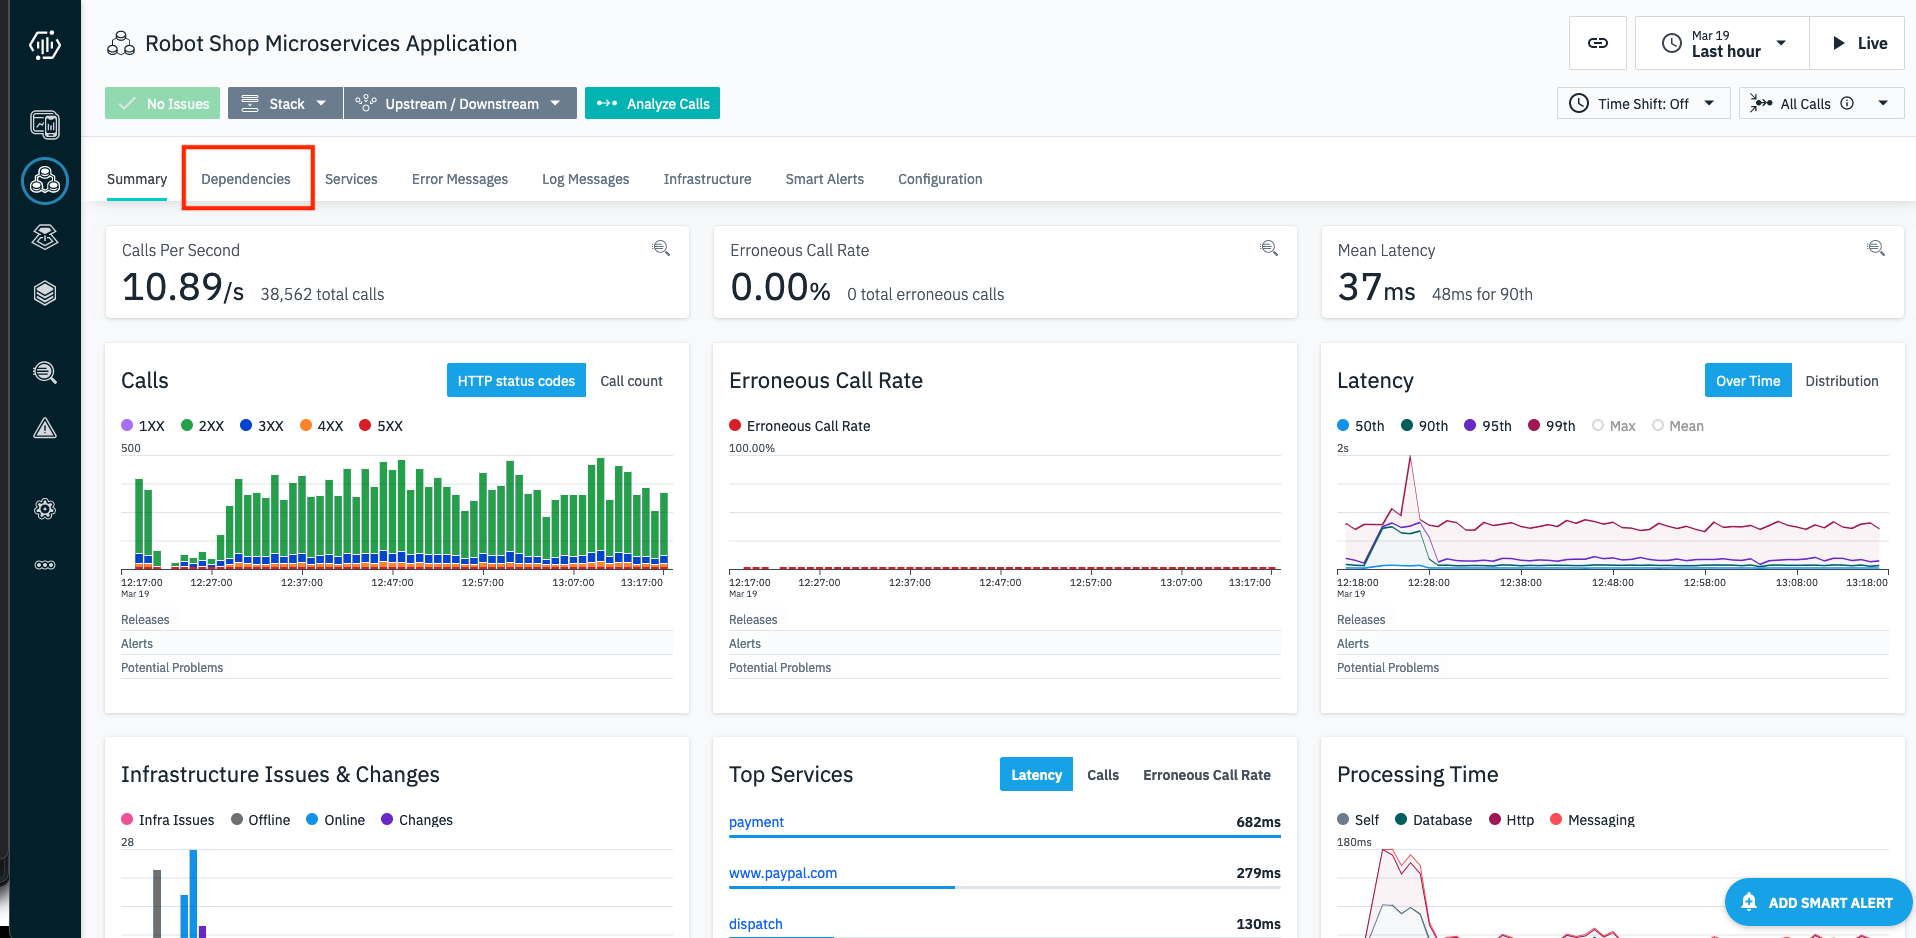 Robot Shop Microservices Application
Mar 19
Last hour
Live
No Issues
Stack
Upstream / Downstream
Analyze Calls
Time Shift: Off
All Calls
Summary
Dependencies
Services
Error Messages
Log Messages
Infrastructure
Smart Alerts
Configuration
Calls Per Second
10.89/s 38,562 total calls
Erroneous Call Rate
0.00% 0 total erroneous calls
Mean Latency
37ms 48ms for 90th
Calls
HTTP status codes
Call count
1XX 2XX 3XX 4XX 5XX
500
12:17:00 12:27:00 12:37:00 12:47:00 12:57:00 13:07:00 13:17:00
Mar 19
Releases
Alerts
Potential Problems
Erroneous Call Rate
Erroneous Call Rate
100.00%
12:17:00 12:27:00 12:37:00 12:47:00 12:57:00 13:07:00 13:17:00
Mar 19
Releases
Alerts
Potential Problems
Latency
Over Time
Distribution
50th 90th 95th 99th Max Mean
2s
12:18:00 12:28:00 12:38:00 12:48:00 12:58:00 13:08:00 13:18:00
Mar 19
Releases
Alerts
Potential Problems
Infrastructure Issues & Changes
Infra Issues Offline Online Changes
28
Top Services
Latency
Calls
Erroneous Call Rate
payment 682ms
www.paypal.com 279ms
dispatch 130ms
Processing Time
Self Database Http Messaging
180ms
ADD SMART ALERT